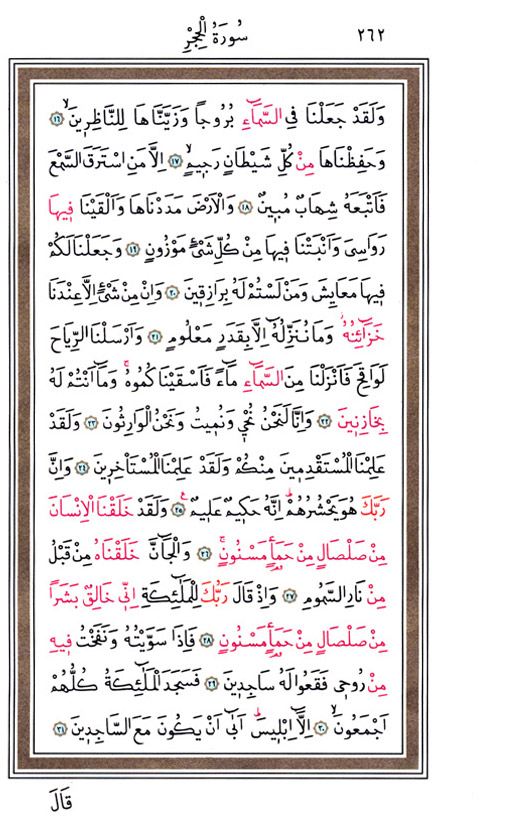 ٢٦٢ سُورَةُ الْحِجْرِ
وَلَقَدْ جَعَلْنَا فِى السَّمَٓاءِ بُرُوجاً وَزَيَّنَّاهَا لِلنَّاظِر۪ينَۙ ﴿١٦﴾
وَحَفِظْنَاهَا مِنْ كُلِّ شَيْطَانٍ رَج۪يمٍۙ ﴿١٧﴾ اِلَّا مَنِ اسْتَرَقَ السَّمْعَ
فَاَتْبَعَهُ شِهَابٌ مُب۪ينٌ ﴿١٨﴾ وَالْاَرْضَ مَدَدْنَاهَا وَاَلْقَيْنَا ف۪يهَا
رَوَاسِىَ وَاَنْبَتْنَا ف۪يهَا مِنْ كُلِّ شَىْءٍ مَوْزُونٍ ﴿١٩﴾ وَجَعَلْنَا لَكُمْ
ف۪يهَا مَعَايِشَ وَمَنْ لَسْتُمْ لَهُ بِرَازِق۪ينَ ﴿٢٠﴾ وَاِنْ مِنْ شَىْءٍ اِلَّا عِنْدَنَا
خَزَٓائِنُهُۘ وَمَا نُنَزِّلُهُٓ اِلَّا بِقَدَرٍ مَعْلُومٍ ﴿٢١﴾ وَاَرْسَلْنَا الرِّيَاحَ
لَوَاقِحَ فَاَنْزَلْنَا مِنَ السَّمَٓاءِ مَٓاءً فَاَسْقَيْنَاكُمُوهُۚ وَمَٓا اَنْتُمْ لَهُ
بِخَازِن۪ينَ ﴿٢٢﴾ وَاِنَّا لَنَحْنُ نُحْي۪ وَنُم۪يتُ وَنَحْنُ الْوَارِثُونَ ﴿٢٣﴾ وَلَقَدْ
عَلِمْنَا الْمُسْتَقْدِم۪ينَ مِنْكُمْ وَلَقَدْ عَلِمْنَا الْمُسْتَأْخِر۪ينَ ﴿٢٤﴾ وَاِنَّ
رَبَّكَ هُوَ يَحْشُرُهُمْۜ اِنَّهُ حَك۪يمٌ عَل۪يمٌ۟ ﴿٢٥﴾ وَلَقَدْ خَلَقْنَا الْاِنْسَانَ
مِنْ صَلْصَالٍ مِنْ حَمَأٍ مَسْنُونٍۚ ﴿٢٦﴾ وَالْجَٓانَّ خَلَقْنَاهُ مِنْ قَبْلُ
مِنْ نَارِ السَّمُومِ ﴿٢٧﴾ وَاِذْ قَالَ رَبُّكَ لِلْمَلٰٓئِكَةِ اِنّ۪ي خَالِقٌ بَشَراً
مِنْ صَلْصَالٍ مِنْ حَمَأٍ مَسْنُونٍ ﴿٢٨﴾ فَاِذَا سَوَّيْتُهُ وَنَفَخْتُ ف۪يهِ
مِنْ رُوح۪ي فَقَعُوا لَهُ سَاجِد۪ينَ ﴿٢٩﴾ فَسَجَدَ الْمَلٰٓئِكَةُ كُلُّهُمْ
اَجْمَعُونَۙ ﴿٣٠﴾ اِلَّٓا اِبْل۪يسَۜ اَبٰٓى اَنْ يَكُونَ مَعَ السَّاجِد۪ينَ ﴿٣١﴾
قَالَ